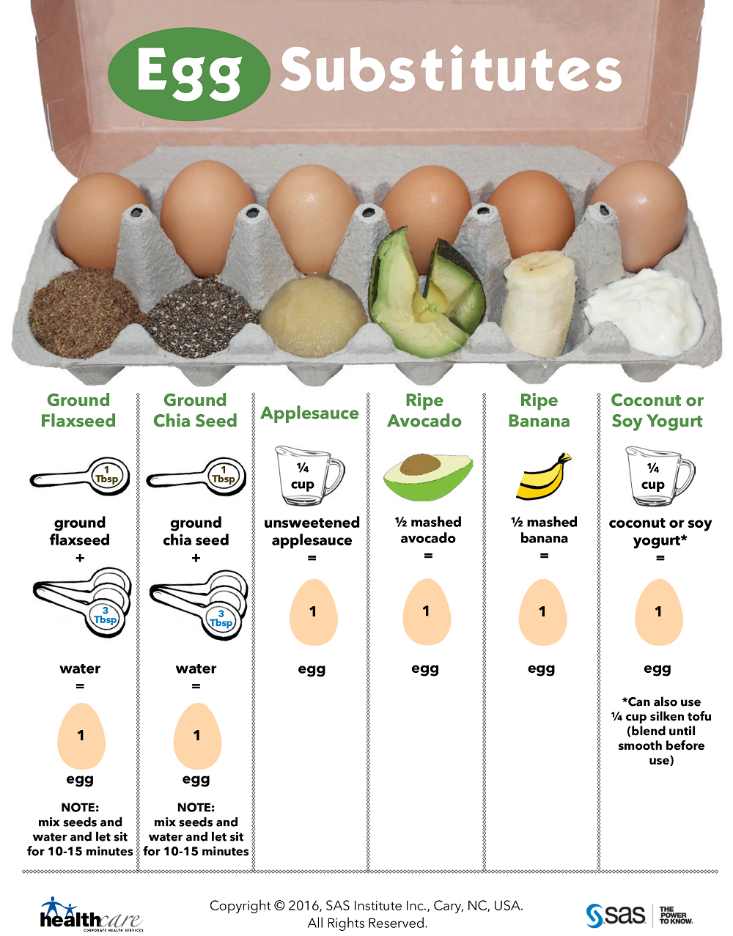 Egg Substitutes
Ground
Flaxseed
1
Tbsp
ground
flaxseed
+
3
Tbsp
water
=
1
egg
NOTE:
mix seeds and
water and let sit
for 10-15 minutes
Ground
Chia Seed
1
Tbsp
ground
chia seed
+
3
Tbsp
water
=
1
egg
NOTE:
mix seeds and
water and let sit
for 10-15 minutes
Applesauce
¼
cup
unsweetened
applesauce
=
1
egg
Ripe
Avocado
½ mashed
avocado
=
1
egg
Ripe
Banana
½ mashed
banana
=
1
egg
Coconut or
Soy Yogurt
¼
cup
coconut or soy
yogurt*
=
1
egg
*Can also use
¼ cup silken tofu
(blend until
smooth before
use)
healthcare
CORPORATE HEALTH SERVICES
Copyright © 2016, SAS Institute Inc., Cary, NC, USA.
All Rights Reserved.
sas
THE
POWER
TO KNOW.